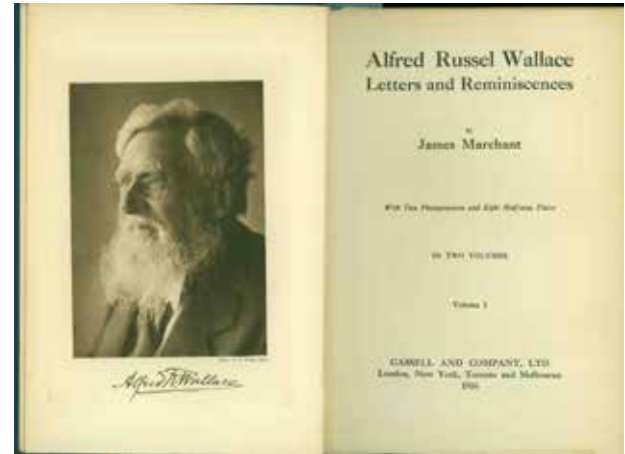 Alfred R Wallace
Alfred Russel Wallace
Letters and Reminiscences
By
James Marchant
With Two Photogravures and Eight Half-tone Plates
IN TWO VOLUMES
Volume I
CASSELL AND COMPANY, LTD
London, New York, Toronto and Melbourne
1916